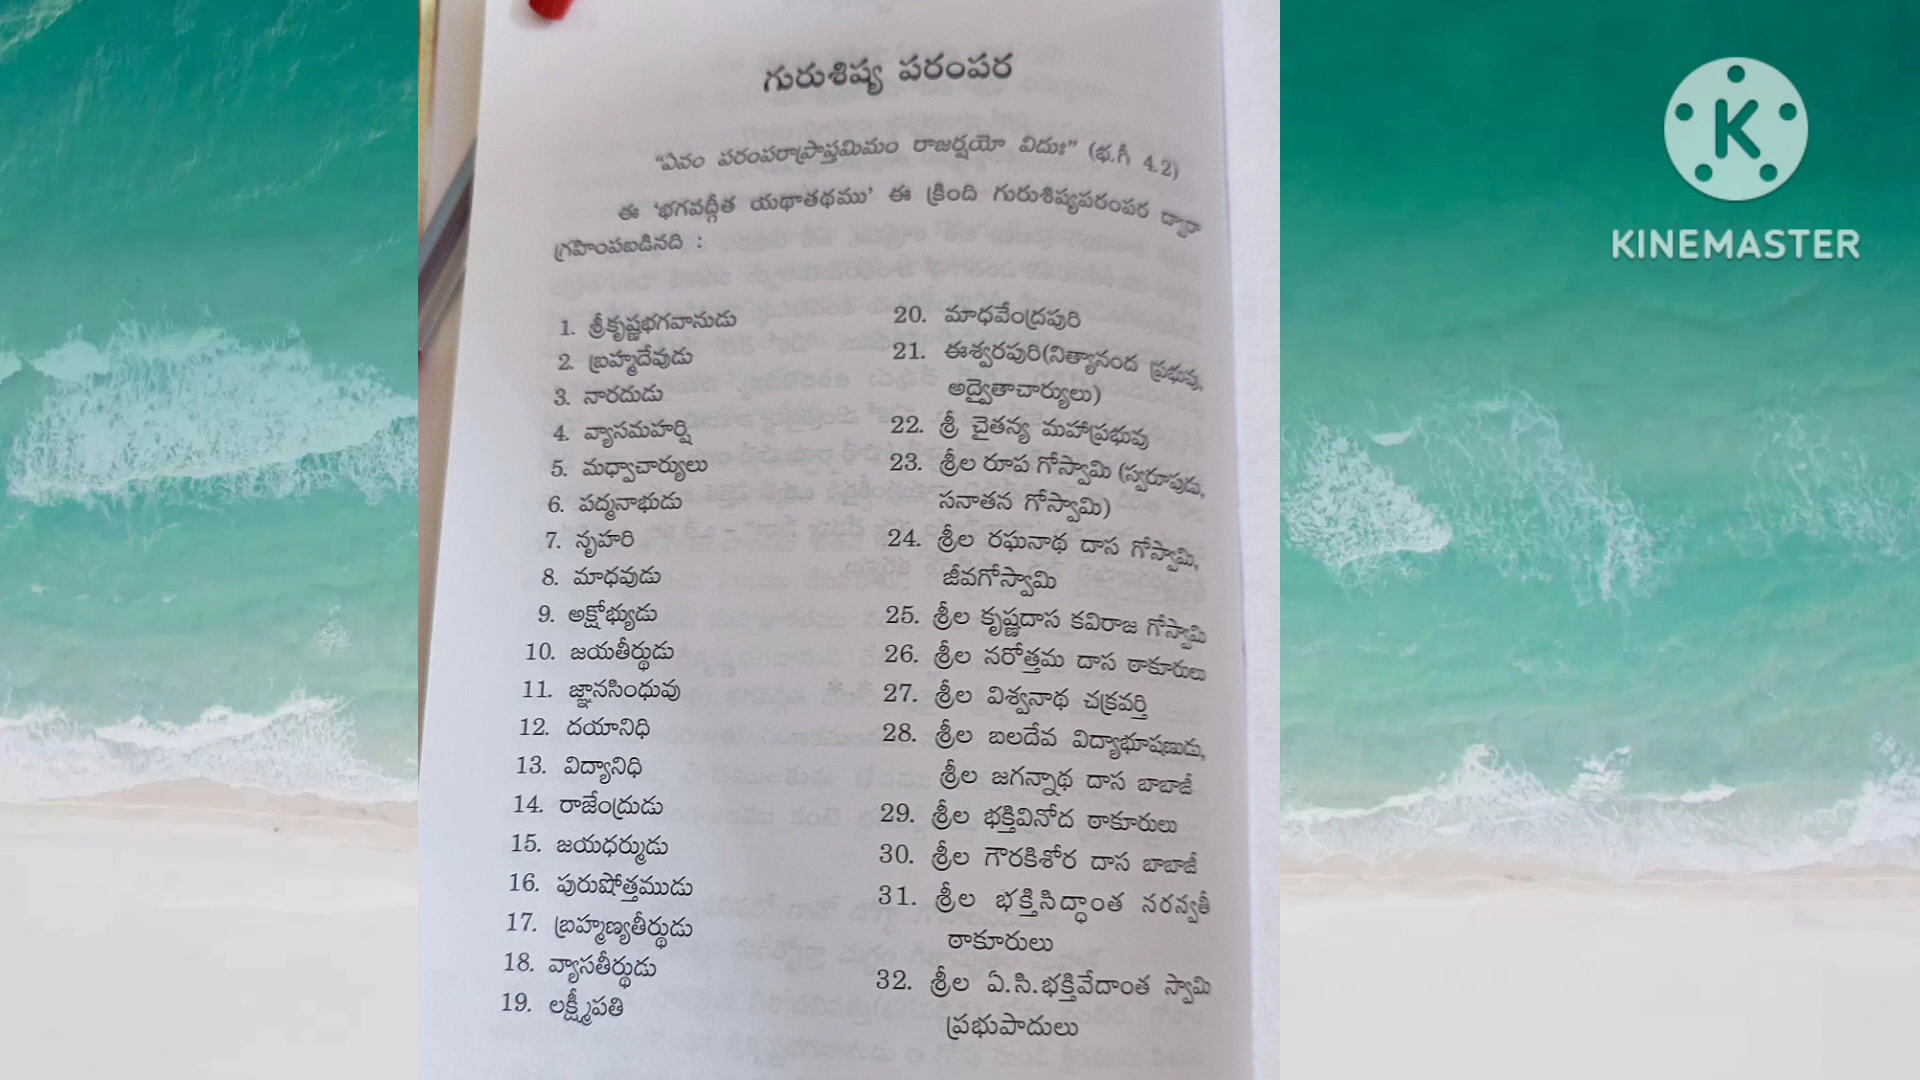 గురుశిష్య పరంపర
"ఏవం పరంపరాప్రాప్తమిమం రాజర్షయో విదుః" (భ.గీ 4.2)
ఈ 'భగవద్గీత యథాతథము' ఈ క్రింది గురుశిష్యపరంపర ద్వారా
గ్రహింపబడినది :
1. శ్రీకృష్ణభగవానుడు
2. బ్రహ్మదేవుడు
3. నారదుడు
4. వ్యాసమహర్షి
5. మధ్వాచార్యులు
6. పద్మనాభుడు
7. నృహరి
8. మాధవుడు
9. అక్షోభ్యుడు
10. జయతీర్థుడు
11. జ్ఞానసింధువు
12. దయానిధి
13. విద్యానిధి
14. రాజేంద్రుడు
15. జయధర్ముడు
16. పురుషోత్తముడు
17. బ్రహ్మణ్యతీర్థుడు
18. వ్యాసతీర్థుడు
19. లక్ష్మీపతి
20. మాధవేంద్రపురి
21. ఈశ్వరపురి(నిత్యానంద ప్రభువు,
అద్వైతాచార్యులు)
22. శ్రీ చైతన్య మహాప్రభువు
23. శ్రీల రూప గోస్వామి (స్వరూపుడు,
సనాతన గోస్వామి)
24. శ్రీల రఘనాథ దాస గోస్వామి,
జీవగోస్వామి
25. శ్రీల కృష్ణదాస కవిరాజ గోస్వామి
26. శ్రీల నరోత్తమ దాస ఠాకూరులు
27. శ్రీల విశ్వనాథ చక్రవర్తి
28. శ్రీల బలదేవ విద్యాభూషణుడు,
శ్రీల జగన్నాథ దాస బాబాజీ
29. శ్రీల భక్తివినోద ఠాకూరులు
30. శ్రీల గౌరకిశోర దాస బాబాజీ
31. శ్రీల భక్తిసిద్ధాంత సరస్వతీ
ఠాకూరులు
32. శ్రీల ఏ.సి.భక్తివేదాంత స్వామి
ప్రభుపాదులు
K
KINEMASTER